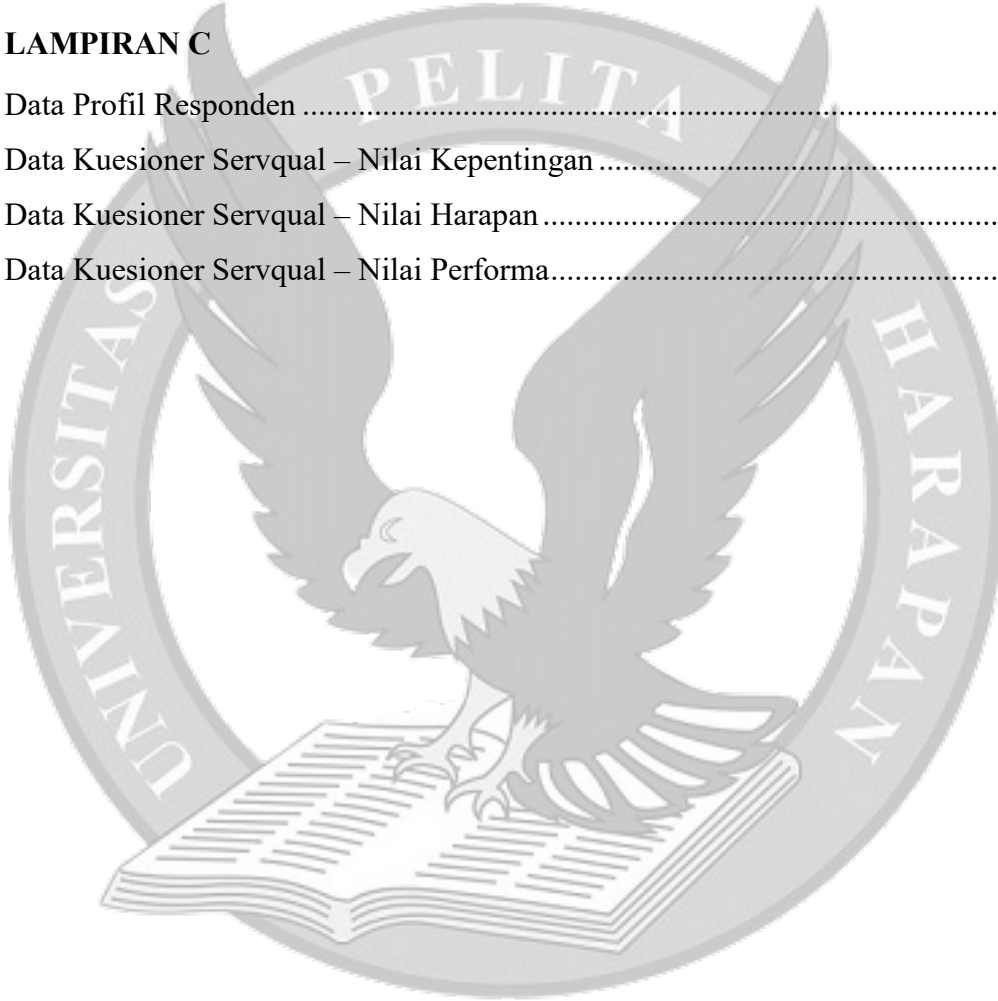 LAMPIRAN C
Data Profil Responden ........................................................................................
Data Kuesioner Servqual – Nilai Kepentingan ..................................................
Data Kuesioner Servqual – Nilai Harapan .........................................................
Data Kuesioner Servqual – Nilai Performa........................................................
UNIVERSITAS PELITA HARAPAN